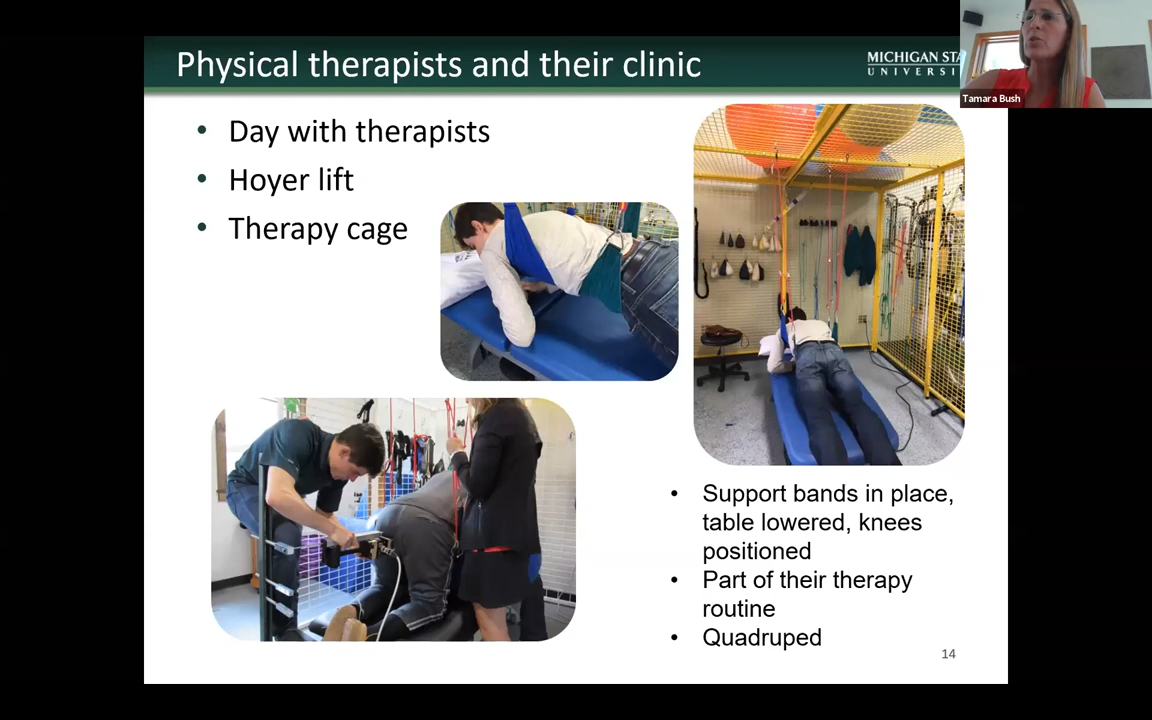 Physical therapists and their clinic
MICHIGAN STA
UNIVERSI
Tamara Bush
• Day with therapists
• Hoyer lift
• Therapy cage
• Support bands in place,
table lowered, knees
positioned
• Part of their therapy
routine
• Quadruped
14